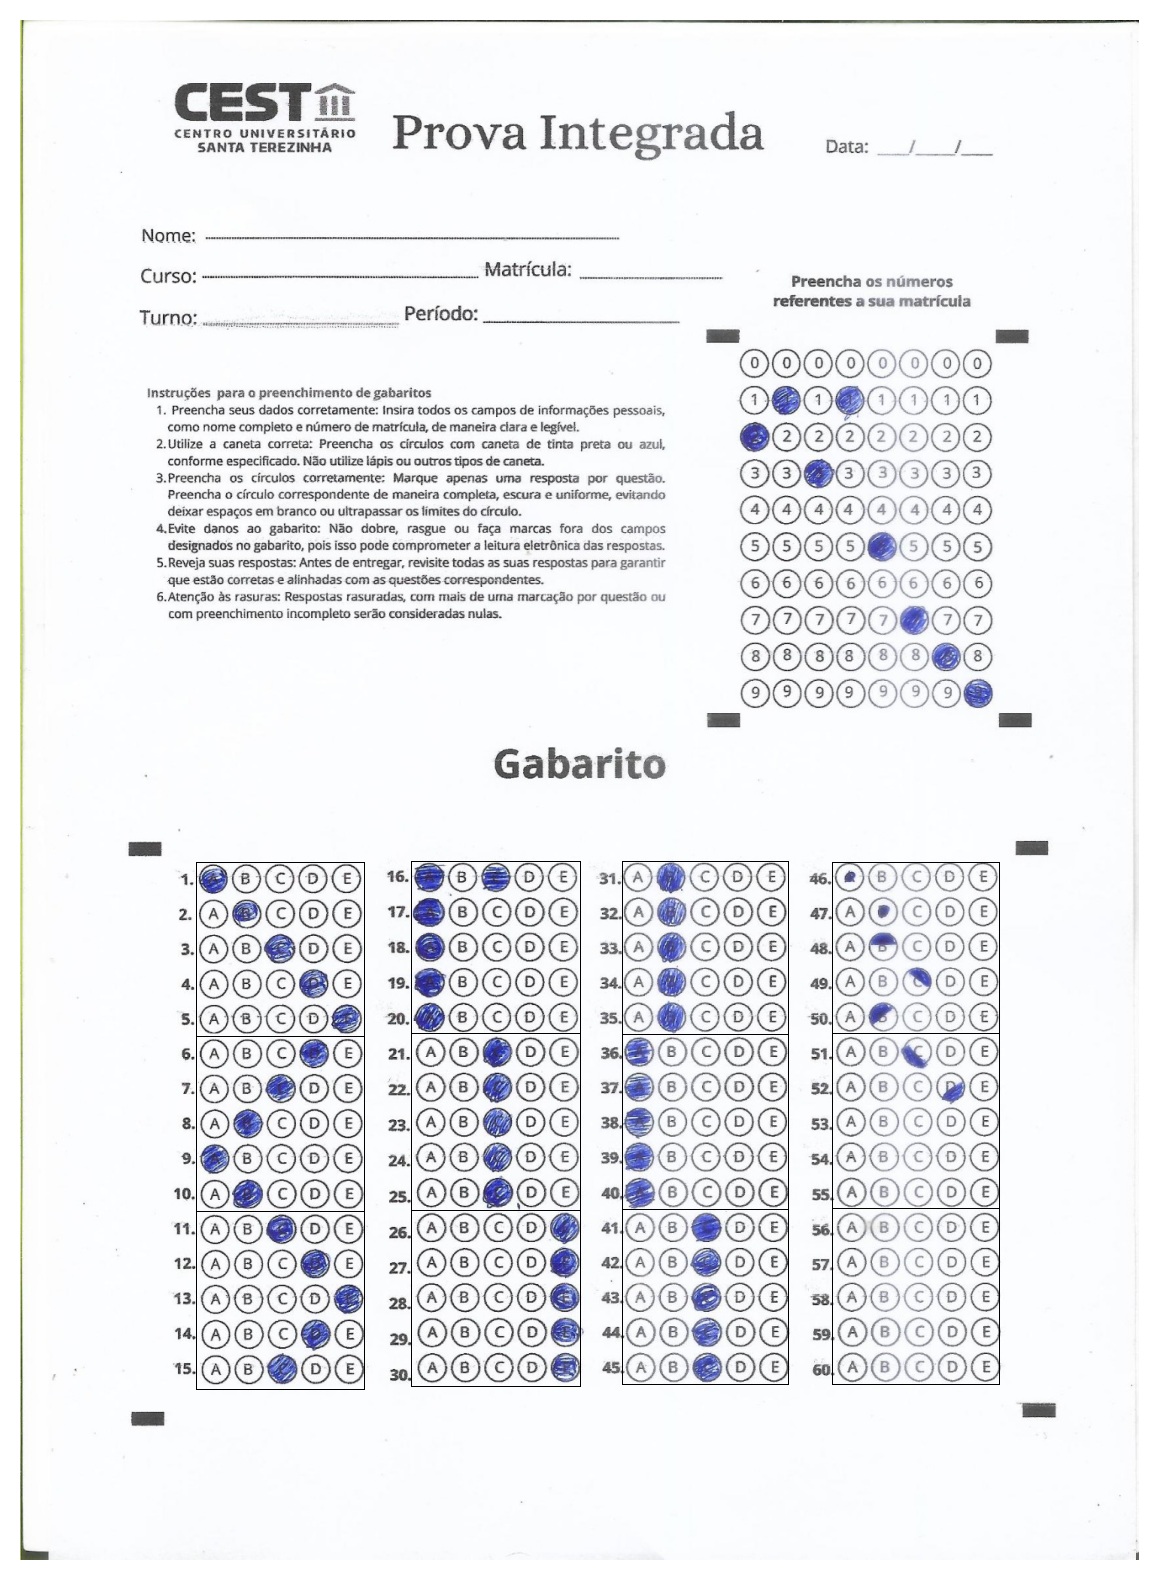 CEST
CENTRO UNIVERSITÁRIO
SANTA TEREZINHA
Prova Integrada
Data: ___/____/___
Nome:
Curso: Matrícula:
Turno: Período:
Preencha os números
referentes a sua matrícula
Instruções para o preenchimento de gabaritos
1. Preencha seus dados corretamente: Insira todos os campos de informações pessoais,
como nome completo e número de matrícula, de maneira clara e legível.
2. Utilize a caneta correta: Preencha os círculos com caneta de tinta preta ou azul,
conforme especificado. Não utilize lápis ou outros tipos de caneta.
3. Preencha os círculos corretamente: Marque apenas uma resposta por questão.
Preencha o círculo correspondente de maneira completa, escura e uniforme, evitando
deixar espaços em branco ou ultrapassar os limites do círculo.
4. Evite danos ao gabarito: Não dobre, rasgue ou faça marcas fora dos campos
designados no gabarito, pois isso pode comprometer a leitura eletrônica das respostas.
5. Reveja suas respostas: Antes de entregar, revisite todas as suas respostas para garantir
que estão corretas e alinhadas com as questões correspondentes.
6. Atenção às rasuras: Respostas rasuradas, com mais de uma marcação por questão ou
com preenchimento incompleto serão consideradas nulas.
0 0 0 0 0 0 0 0
1 1 1 1 1 1 1
2 2 2 2 2 2 2
3 3 3 3 3 3 3
4 4 4 4 4 4 4 4
5 5 5 5 5 5 5
6 6 6 6 6 6 6 6
7 7 7 7 7 7 7
8 8 8 8 8 8 8
9 9 9 9 9 9 9
Gabarito
1. A B C D E
2. A B C D E
3. A B C D E
4. A B C D E
5. A B C D E
6. A B C D E
7. A B C D E
8. A B C D E
9. A B C D E
10. A B C D E
11. A B C D E
12. A B C D E
13. A B C D E
14. A B C D E
15. A B C D E
16. A B C D E
17. A B C D E
18. A B C D E
19. A B C D E
20. A B C D E
21. A B C D E
22. A B C D E
23. A B C D E
24. A B C D E
25. A B C D E
26. A B C D E
27. A B C D E
28. A B C D E
29. A B C D E
30. A B C D E
31. A B C D E
32. A B C D E
33. A B C D E
34. A B C D E
35. A B C D E
36. A B C D E
37. A B C D E
38. A B C D E
39. A B C D E
40. A B C D E
41. A B C D E
42. A B C D E
43. A B C D E
44. A B C D E
45. A B C D E
46. A B C D E
47. A B C D E
48. A B C D E
49. A B C D E
50. A B C D E
51. A B C D E
52. A B C D E
53. A B C D E
54. A B C D E
55. A B C D E
56. A B C D E
57. A B C D E
58. A B C D E
59. A B C D E
60. A B C D E